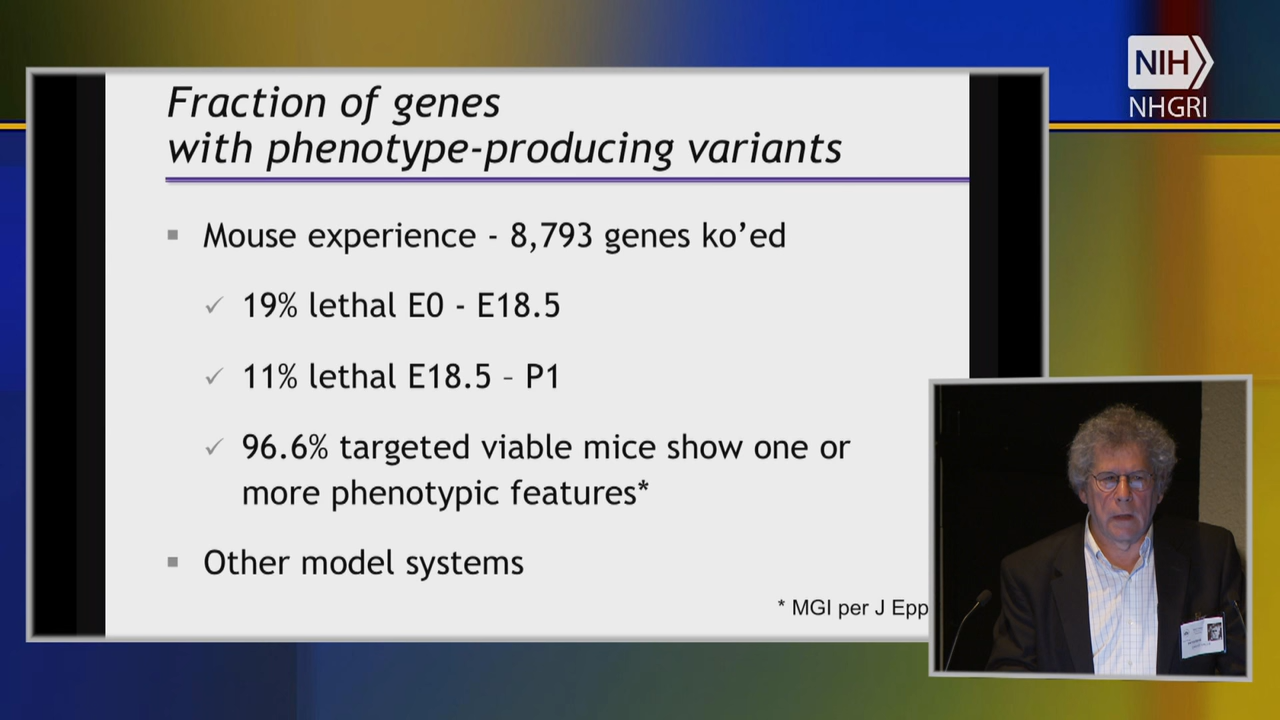 NIH
NHGRI
Fraction of genes
with phenotype-producing variants
Mouse experience - 8,793 genes ko’ed
19% lethal E0 - E18.5
11% lethal E18.5 – P1
96.6% targeted viable mice show one or
more phenotypic features*
Other model systems
* MGI per J Epp